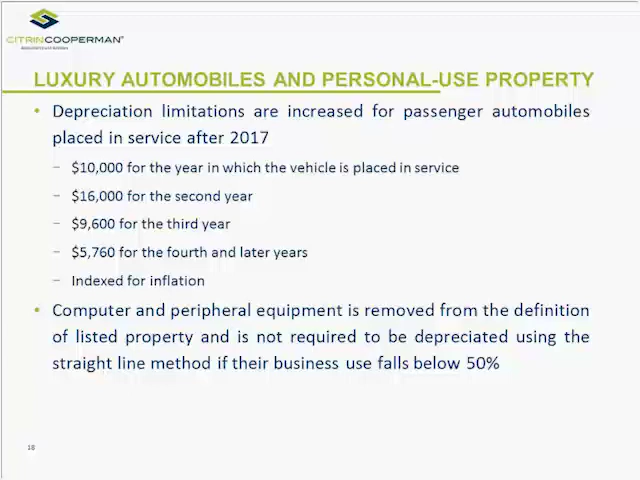 CITRINCOOPERMAN®
LUXURY AUTOMOBILES AND PERSONAL-USE PROPERTY
• Depreciation limitations are increased for passenger automobiles
placed in service after 2017
− $10,000 for the year in which the vehicle is placed in service
− $16,000 for the second year
− $9,600 for the third year
− $5,760 for the fourth and later years
− Indexed for inflation
• Computer and peripheral equipment is removed from the definition
of listed property and is not required to be depreciated using the
straight line method if their business use falls below 50%
18